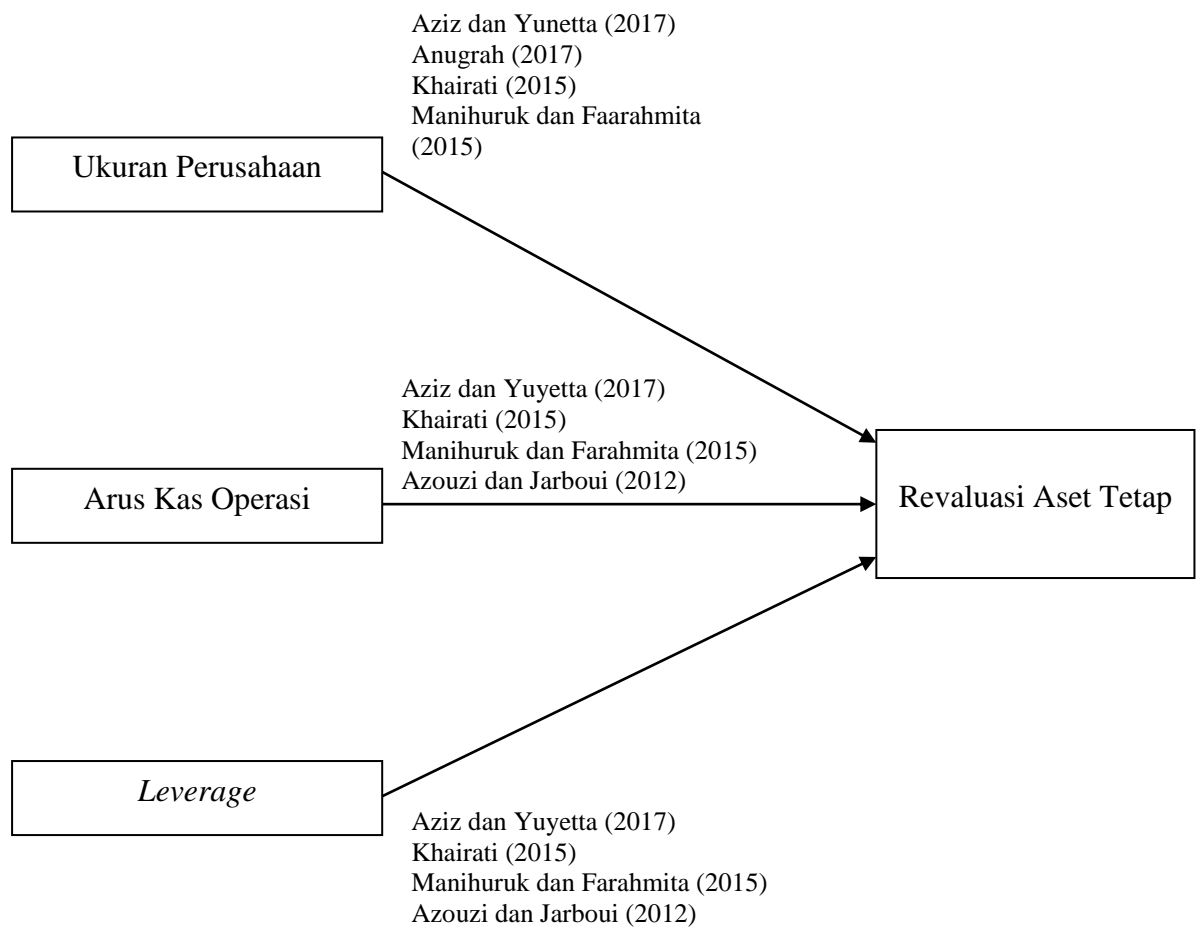 Aziz dan Yunetta (2017)
Anugrah (2017)
Khairati (2015)
Manihuruk dan Faarahmita
(2015)
Ukuran Perusahaan
Aziz dan Yuyetta (2017)
Khairati (2015)
Manihuruk dan Farahmita (2015)
Azouzi dan Jarboui (2012)
Arus Kas Operasi
Revaluasi Aset Tetap
Leverage
Aziz dan Yuyetta (2017)
Khairati (2015)
Manihuruk dan Farahmita (2015)
Azouzi dan Jarboui (2012)